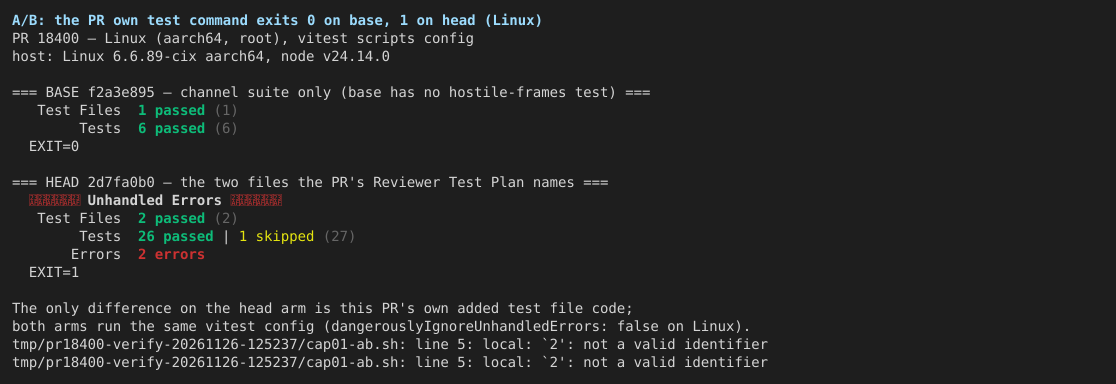 A/B: the PR own test command exits 0 on base, 1 on head (Linux)
PR 18400 — Linux (aarch64, root), vitest scripts config
host: Linux 6.6.89-cix aarch64, node v24.14.0
=== BASE f2a3e895 — channel suite only (base has no hostile-frames test) ===
Test Files  1 passed (1)
Tests  6 passed (6)
EXIT=0
=== HEAD 2d7fa0b0 — the two files the PR's Reviewer Test Plan names ===
Unhandled Errors
Test Files  2 passed (2)
Tests  26 passed | 1 skipped (27)
Errors  2 errors
EXIT=1
The only difference on the head arm is this PR's own added test file code;
both arms run the same vitest config (dangerouslyIgnoreUnhandledErrors: false on Linux).
tmp/pr18400-verify-20261126-125237/cap01-ab.sh: line 5: local: `2': not a valid identifier
tmp/pr18400-verify-20261126-125237/cap01-ab.sh: line 5: local: `2': not a valid identifier